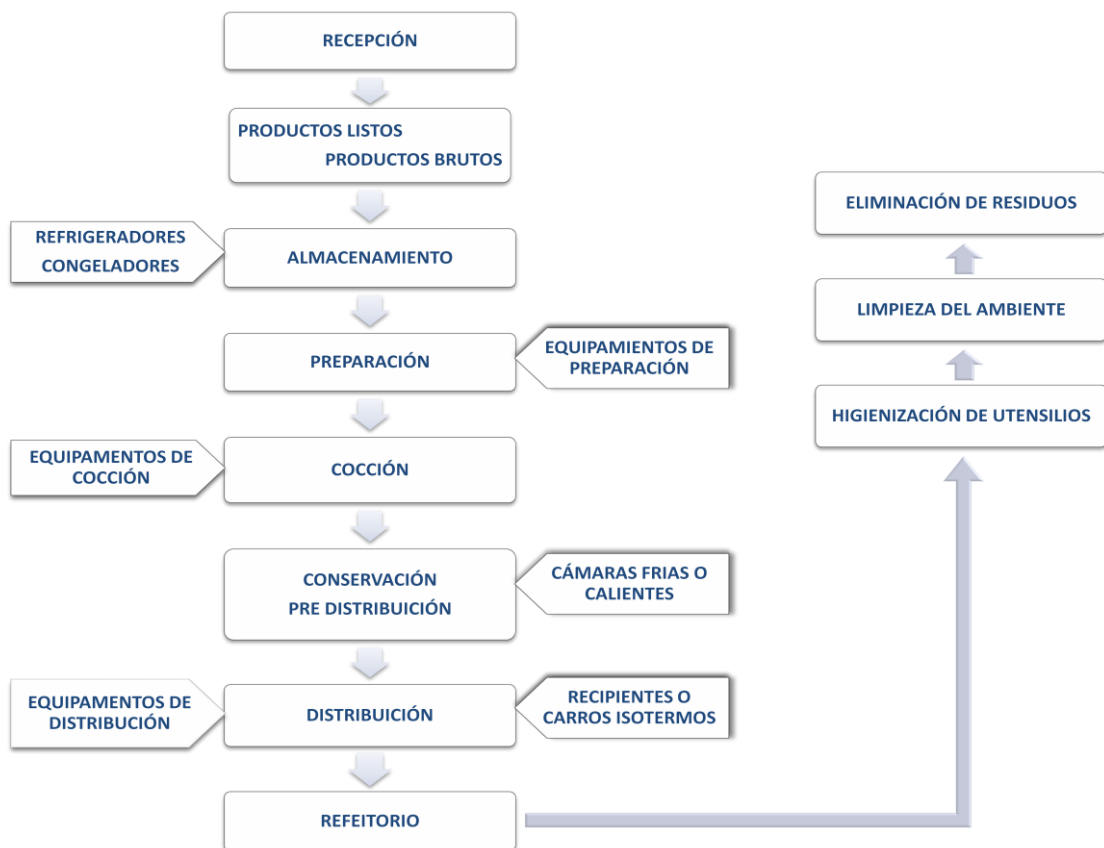 RECEPCIÓN
PRODUCTOS LISTOS
PRODUCTOS BRUTOS
REFRIGERADORES
CONGELADORES
ALMACENAMIENTO
PREPARACIÓN
EQUIPAMIENTOS DE
PREPARACIÓN
EQUIPAMENTOS DE
COCCIÓN
COCCIÓN
CONSERVACIÓN
PRE DISTRIBUICIÓN
CÁMARAS FRIAS O
CALIENTES
EQUIPAMENTOS DE
DISTRIBUCIÓN
DISTRIBUICIÓN
RECIPIENTES O
CARROS ISOTERMOS
REFEITORIO
HIGIENIZACIÓN DE UTENSILIOS
LIMPIEZA DEL AMBIENTE
ELIMINACIÓN DE RESIDUOS